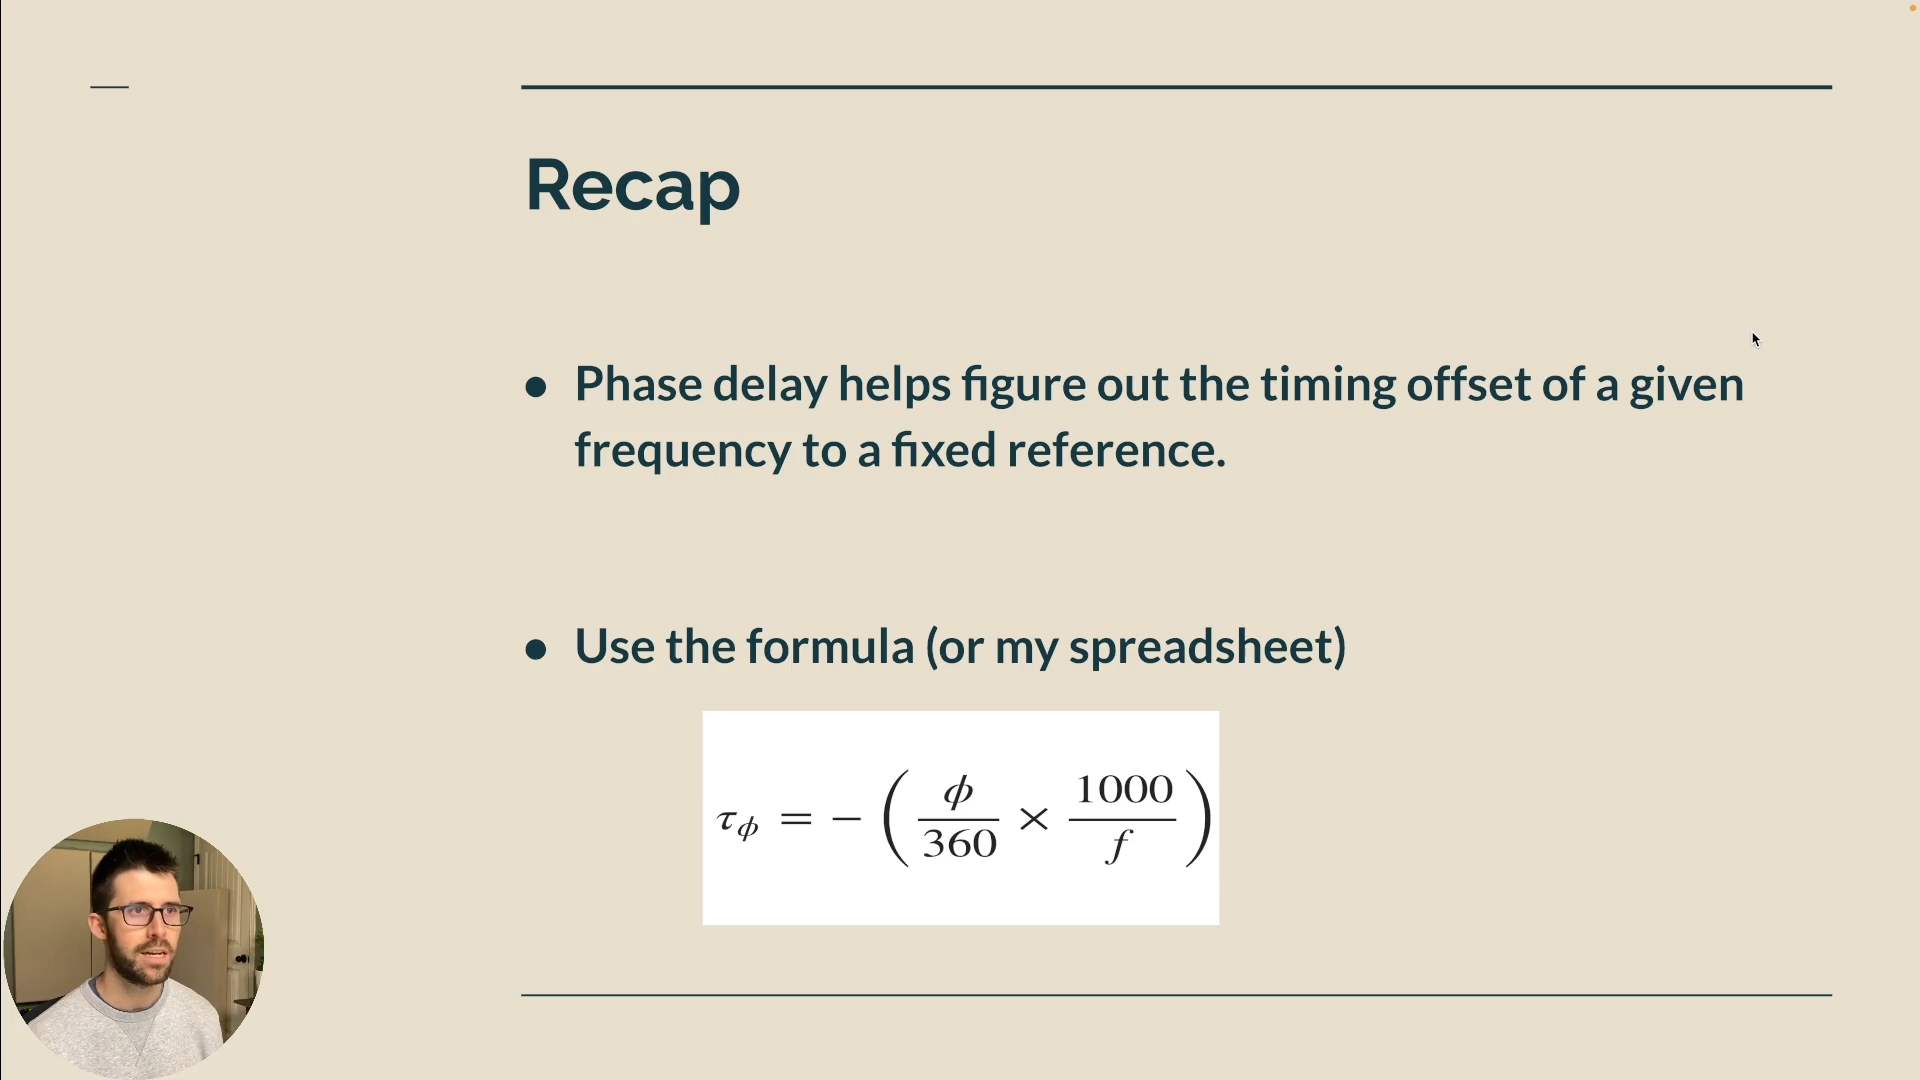 Recap
● Phase delay helps figure out the timing offset of a given
frequency to a fixed reference.
● Use the formula (or my spreadsheet)
τ_ϕ = − (ϕ/360 × 1000/f)